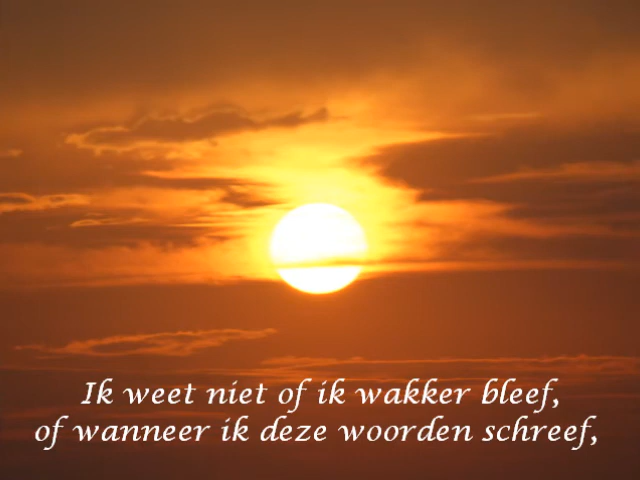 Ik weet niet of ik wakker bleef,
of wanneer ik deze woorden schreef,